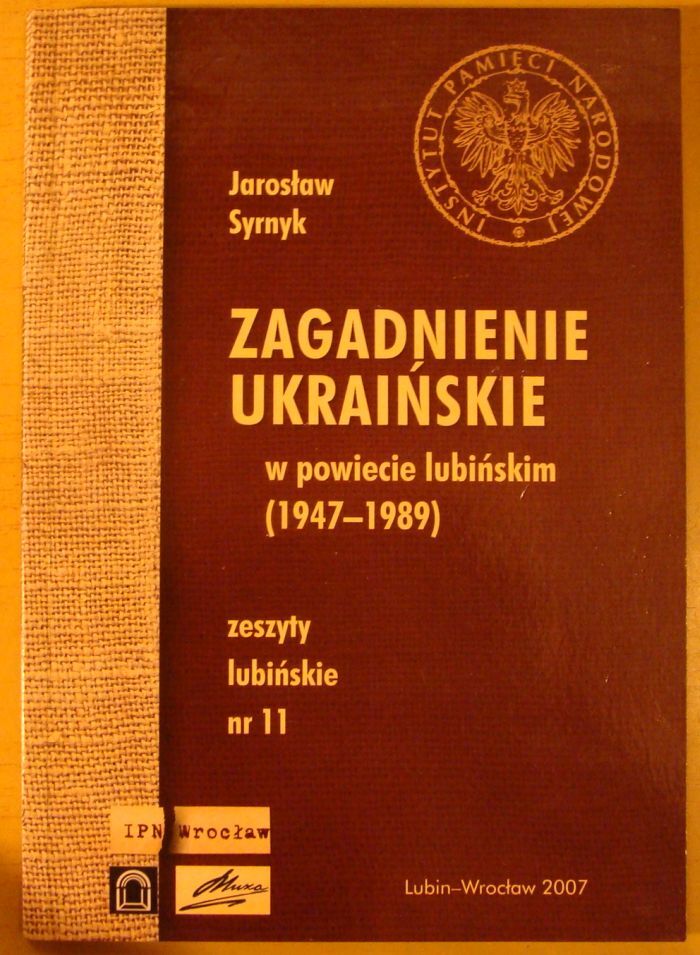 INSTYTUT PAMIĘCI NARODOWEJ
Jarosław
Syrnyk
ZAGADNIENIE
UKRAIŃSKIE
w powiecie lubińskim
(1947–1989)
zeszyty
lubińskie
nr 11
IPN Wrocław
Muza
Lubin–Wrocław 2007